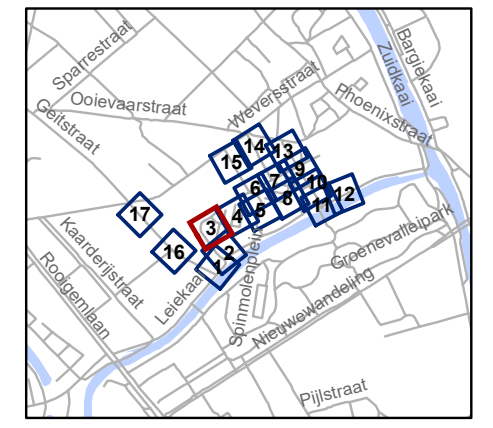 Sparrestraat
Bargiekaai
Zuidkaai
Weversstraat
Phoenixstraat
Ooievaarstraat
Geitstraat
14
13
15
9
7
10
6
12
8
11
17
5
4
3
16
2
1
Groenevalleipark
Kaarderijstraat
Rooigemlaan
Leiekaai
Spinmolenplein
Nieuwewandeling
Pijlstraat